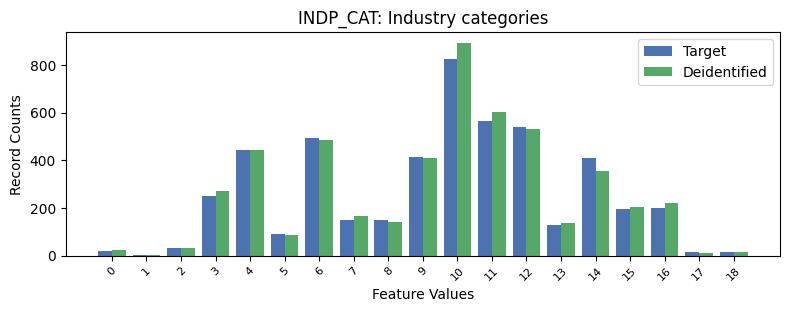 INDP_CAT: Industry categories
Target
Deidentified
Record Counts
800
600
400
200
0
0 1 2 3 4 5 6 7 8 9 10 11 12 13 14 15 16 17 18
Feature Values